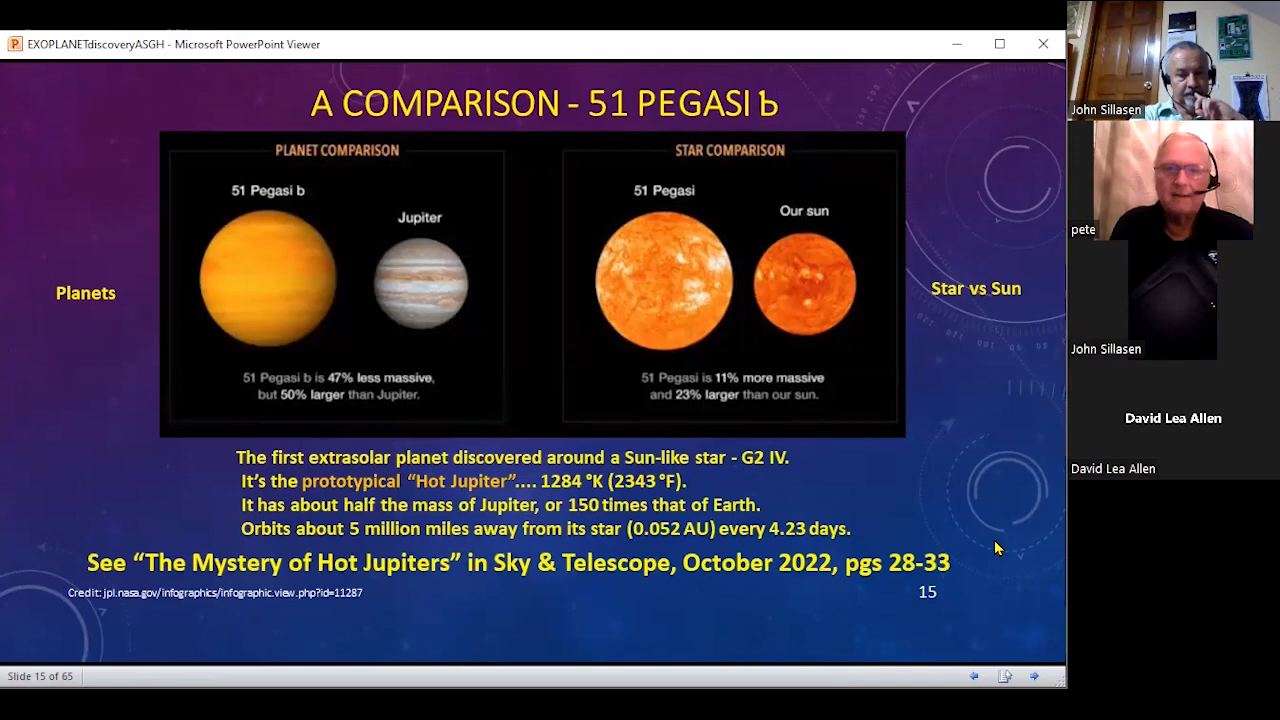 EXOPLANETdiscoveryASGH - Microsoft PowerPoint Viewer
A COMPARISON - 51 PEGASI Ъ
PLANET COMPARISON
51 Pegasi b
Jupiter
51 Pegasi b is 47% less massive,
but 50% larger than Jupiter.
STAR COMPARISON
51 Pegasi
Our sun
51 Pegasi is 11% more massive
and 23% larger than our sun.
Planets
Star vs Sun
The first extrasolar planet discovered around a Sun-like star - G2 IV.
It's the prototypical “Hot Jupiter”.... 1284 °K (2343 °F).
It has about half the mass of Jupiter, or 150 times that of Earth.
Orbits about 5 million miles away from its star (0.052 AU) every 4.23 days.
See “The Mystery of Hot Jupiters” in Sky & Telescope, October 2022, pgs 28-33
Credit: jpl.nasa.gov/infographics/infographic.view.php?id=11287
15
Slide 15 of 65
John Sillasen
pete
John Sillasen
David Lea Allen
David Lea Allen